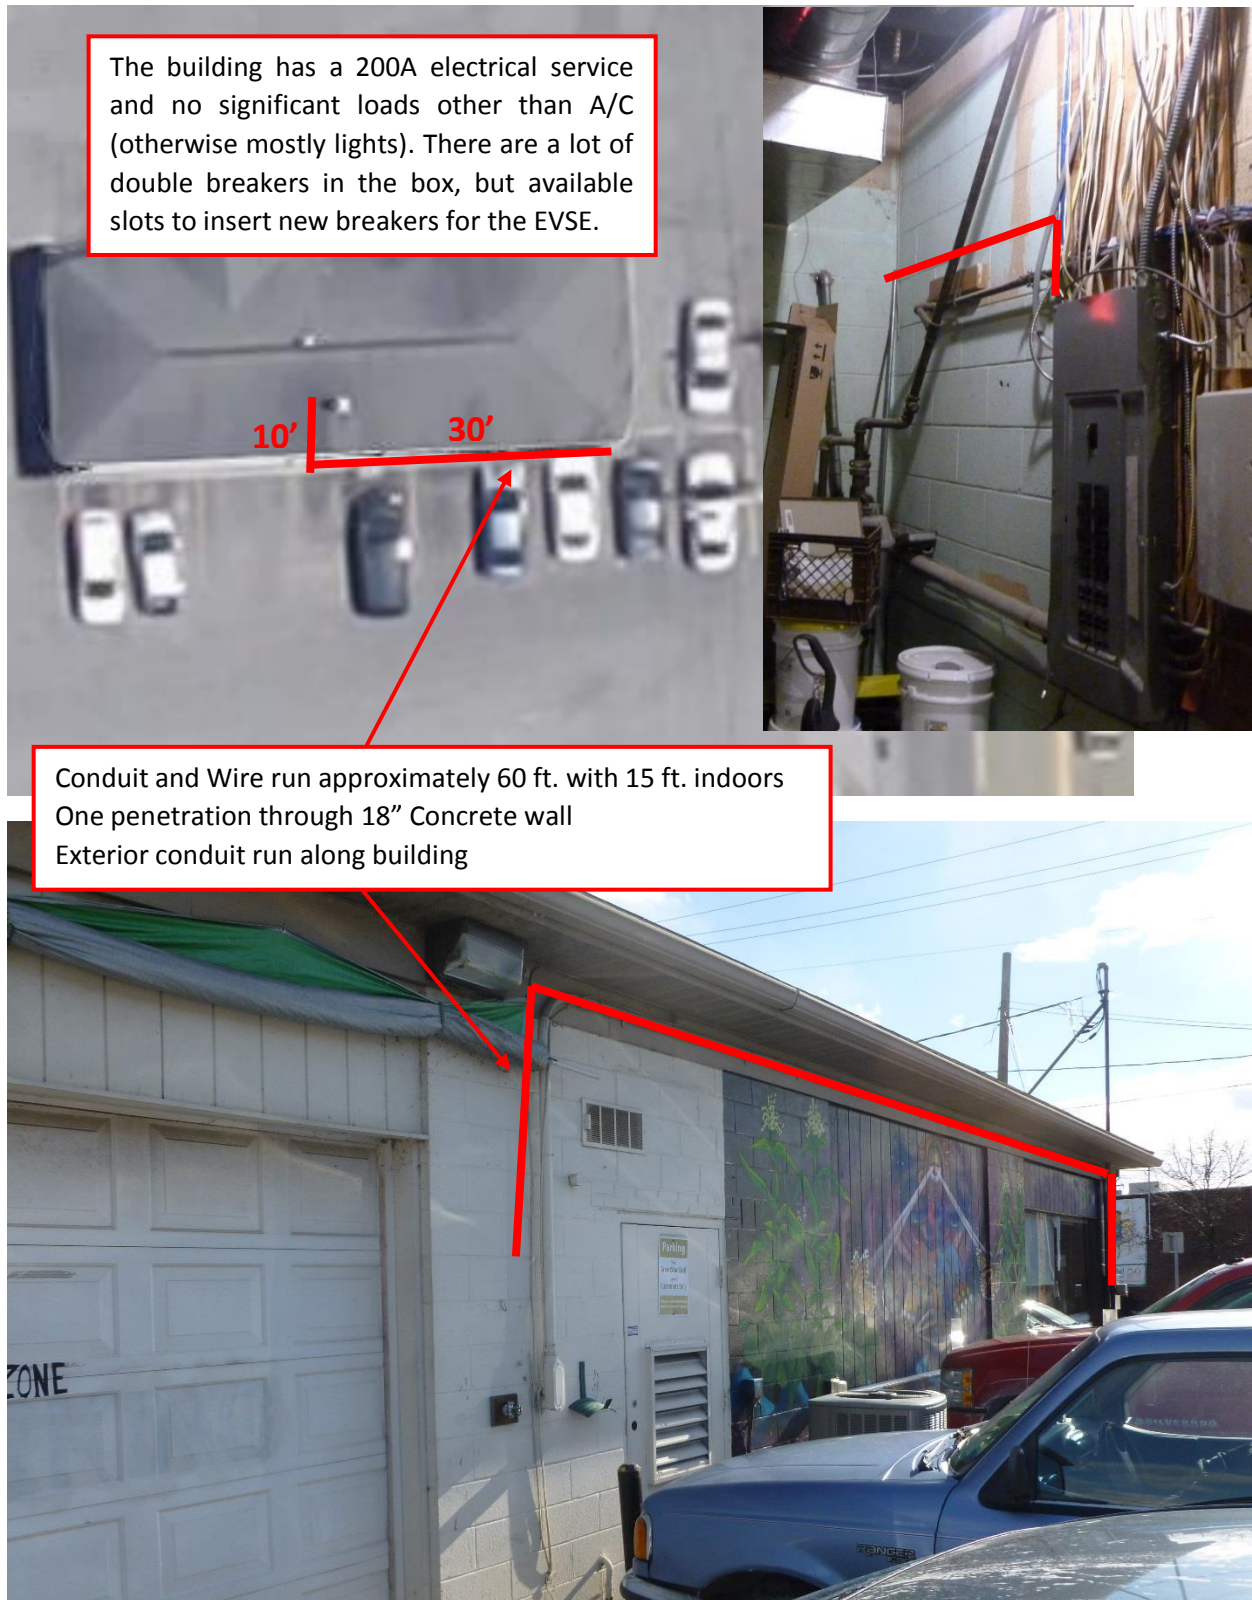 The building has a 200A electrical service
and no significant loads other than A/C
(otherwise mostly lights). There are a lot of
double breakers in the box, but available
slots to insert new breakers for the EVSE.
10’
30’
Conduit and Wire run approximately 60 ft. with 15 ft. indoors
One penetration through 18” Concrete wall
Exterior conduit run along building
Parking
ZONE
RANGER